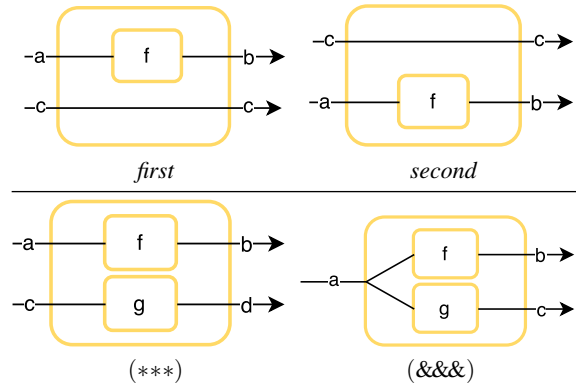 a f b
c c
first
c c
a f b
second
a f b
c g d
(***)
a f b
g c
(&&&)